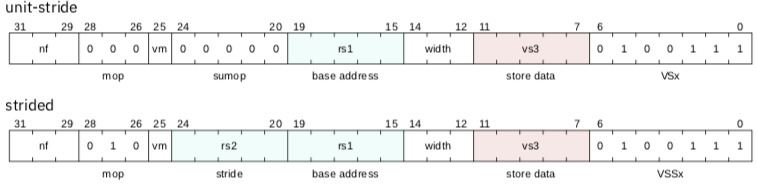 unit-stride
31 29 28 26 25 24 20 19 15 14 12 11 7 6 0
nf 0 0 0 vm 0 0 0 0 0 rs1 width vs3 0 1 0 0 1 1 1
mop sumop base address store data VSx
strided
31 29 28 26 25 24 20 19 15 14 12 11 7 6 0
nf 0 1 0 vm rs2 rs1 width vs3 0 1 0 0 1 1 1
mop stride base address store data VSSx